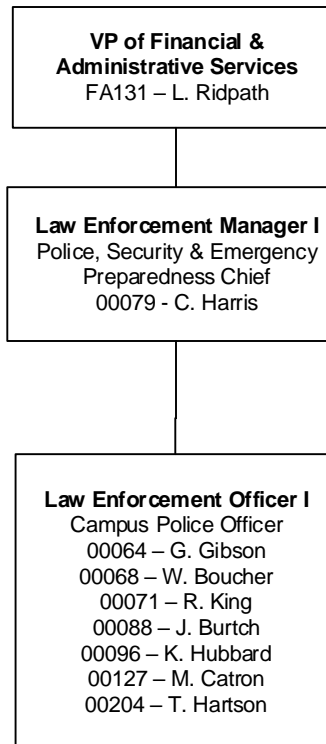 VP of Financial &
Administrative Services
FA131 – L. Ridpath
Law Enforcement Manager I
Police, Security & Emergency
Preparedness Chief
00079 - C. Harris
Law Enforcement Officer I
Campus Police Officer
00064 – G. Gibson
00068 – W. Boucher
00071 – R. King
00088 – J. Burtch
00096 – K. Hubbard
00127 – M. Catron
00204 – T. Hartson